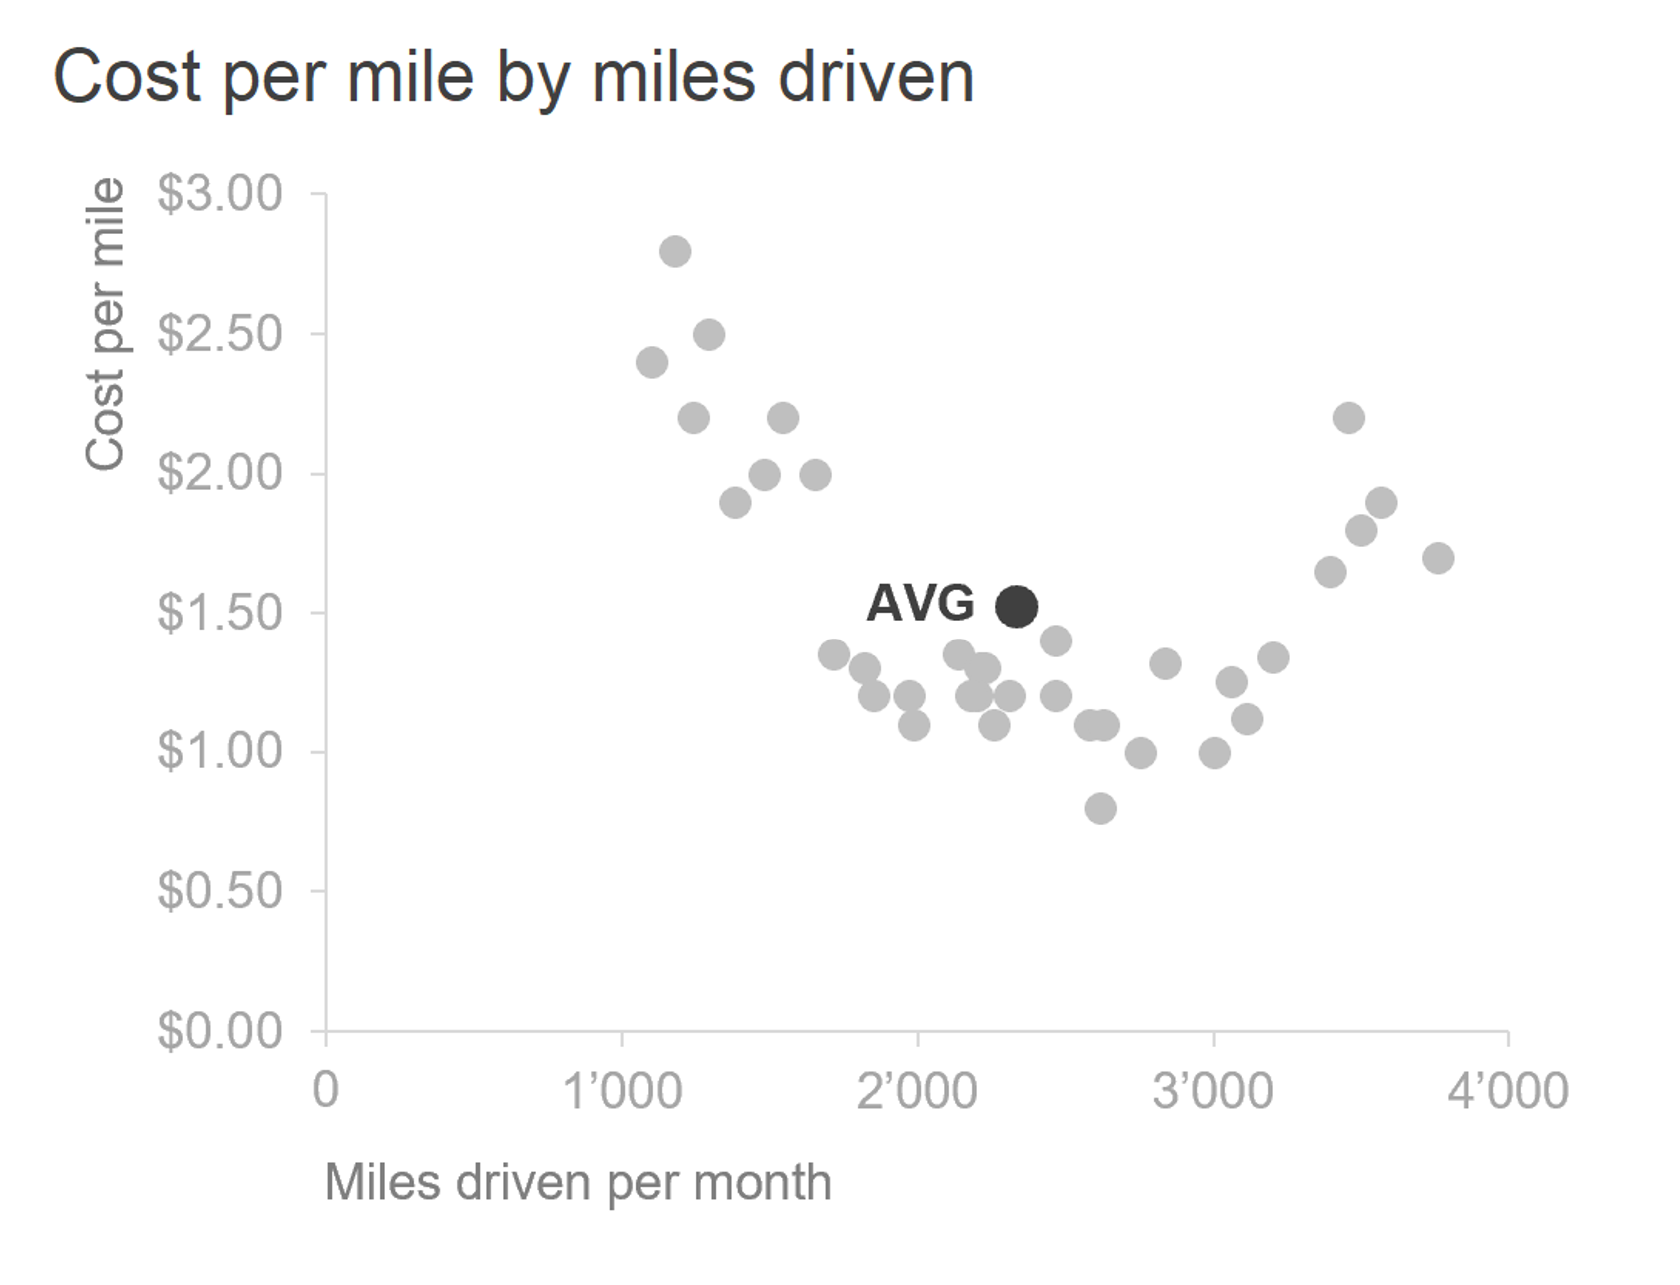 Cost per mile by miles driven
Cost per mile
$3.00
$2.50
$2.00
$1.50
$1.00
$0.50
$0.00
AVG
0 1’000 2’000 3’000 4’000
Miles driven per month